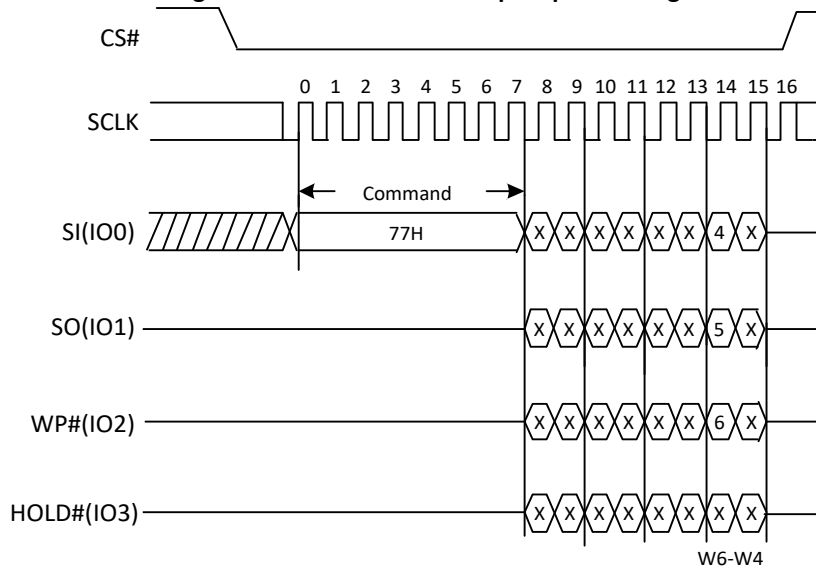 CS#
0 1 2 3 4 5 6 7 8 9 10 11 12 13 14 15 16
SCLK
Command
SI(IO0) 77H X X X X X X 4 X
SO(IO1) X X X X X X 5 X
WP#(IO2) X X X X X X 6 X
HOLD#(IO3) X X X X X X X X
W6-W4